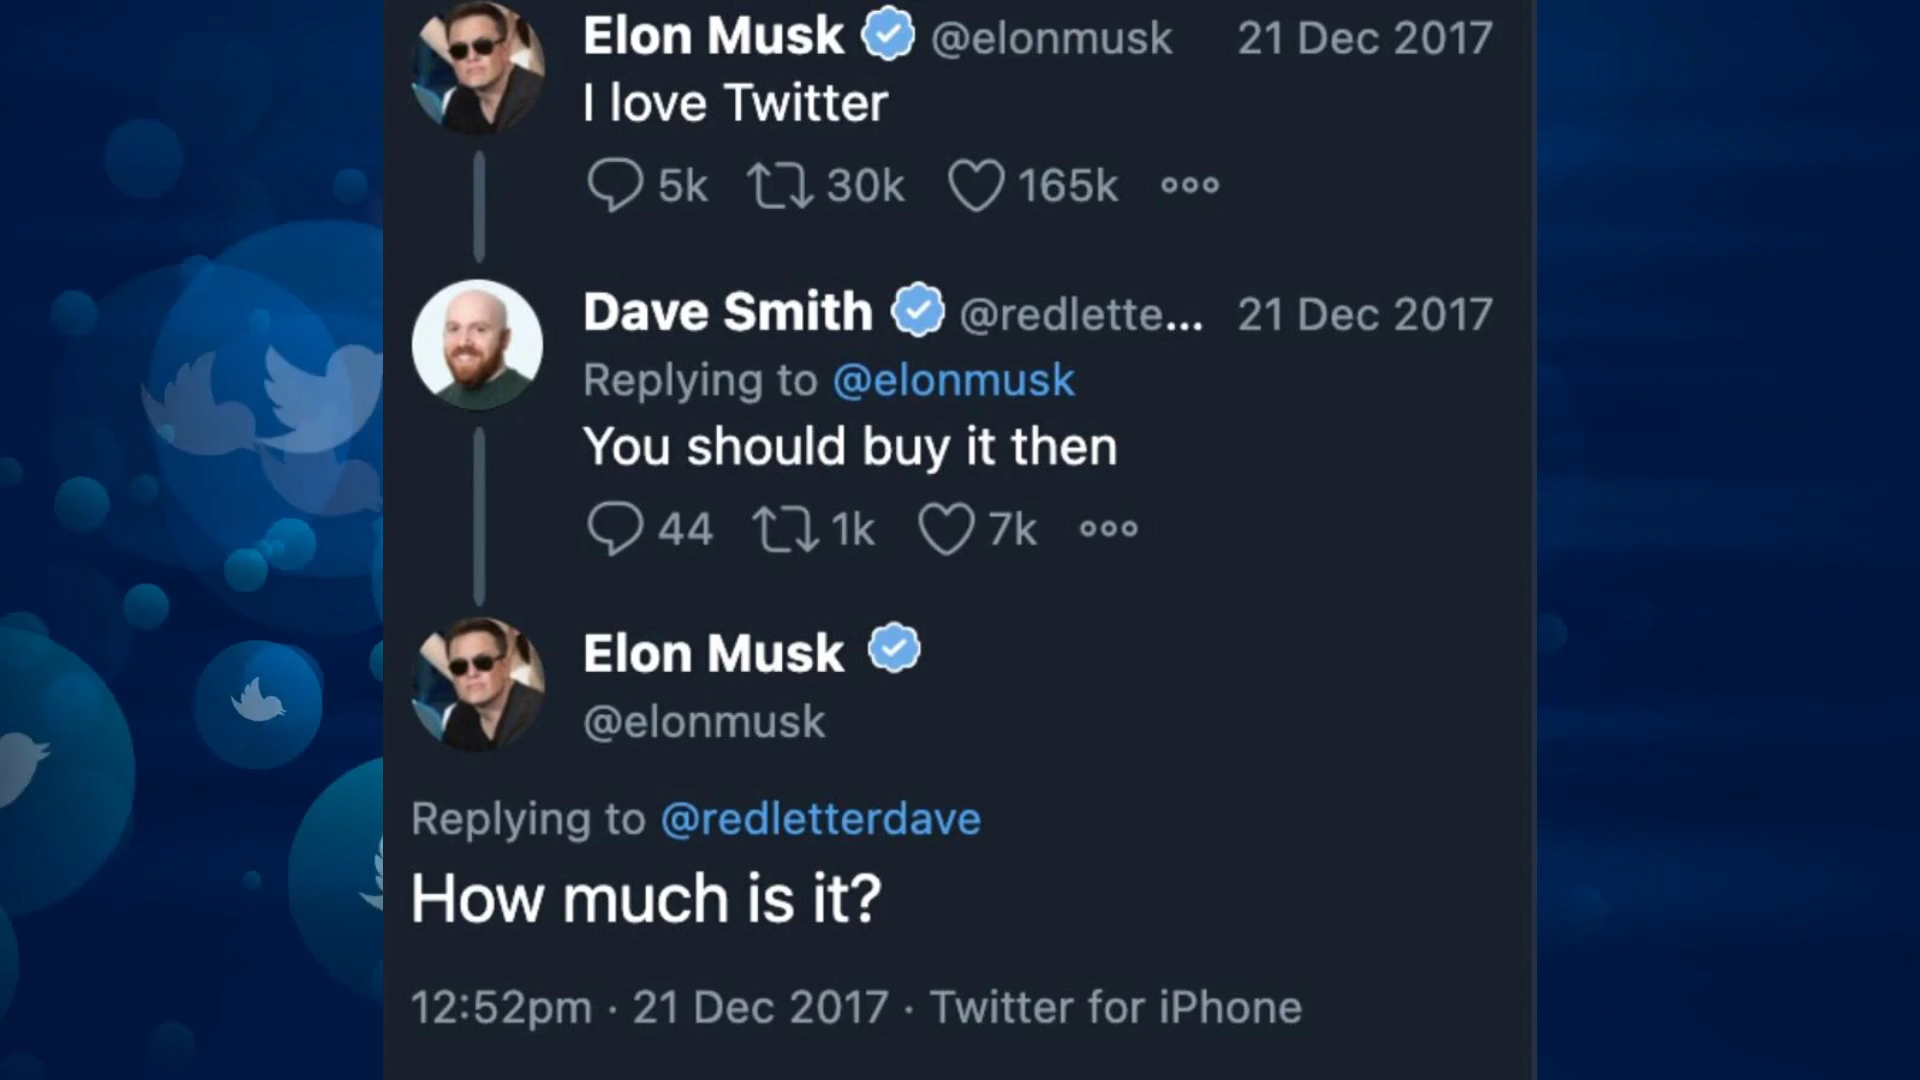 Elon Musk @elonmusk 21 Dec 2017
I love Twitter
5k 30k 165k
Dave Smith @redlette... 21 Dec 2017
Replying to @elonmusk
You should buy it then
44 1k 7k
Elon Musk
@elonmusk
Replying to @redletterdave
How much is it?
12:52pm · 21 Dec 2017 · Twitter for iPhone